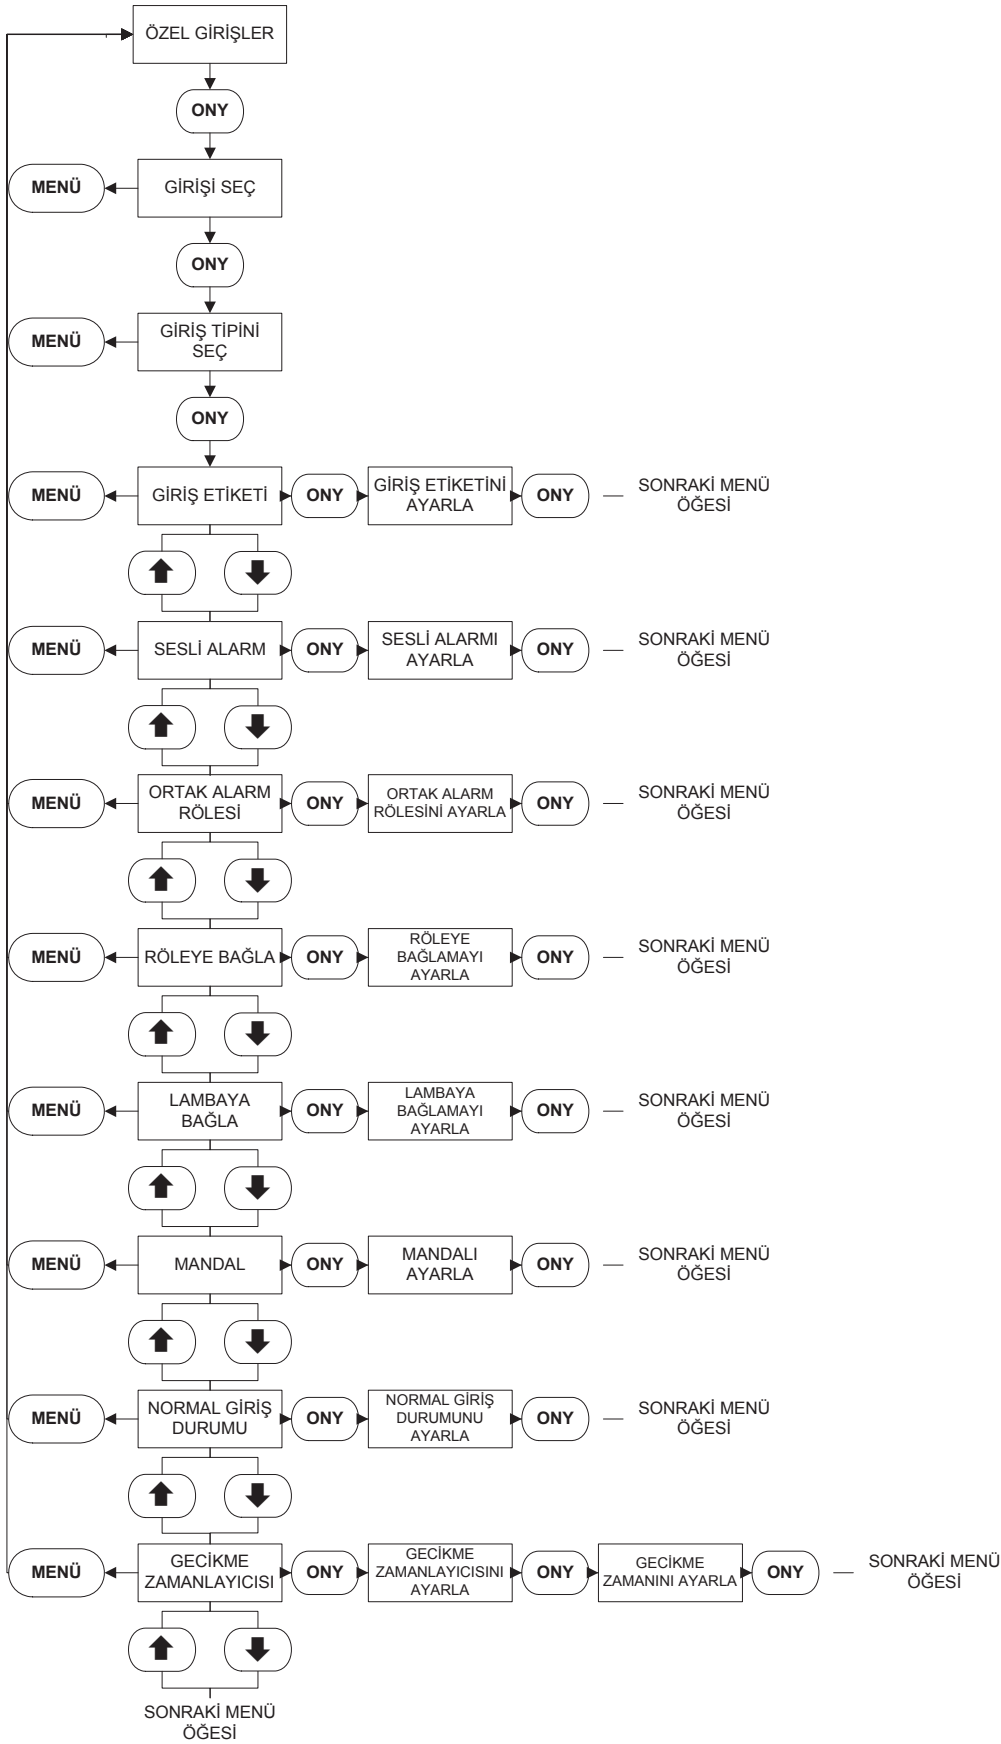 ÖZEL GİRİŞLER
ONY
MENÜ
GİRİŞİ SEÇ
ONY
MENÜ
GİRİŞ TİPİNİ
SEÇ
ONY
MENÜ
GİRİŞ ETİKETİ
ONY
GİRİŞ ETİKETİNİ
AYARLA
ONY
SONRAKİ MENÜ
ÖĞESİ
MENÜ
SESLİ ALARM
ONY
SESLİ ALARMI
AYARLA
ONY
SONRAKİ MENÜ
ÖĞESİ
MENÜ
ORTAK ALARM
RÖLESİ
ONY
ORTAK ALARM
RÖLESİNİ AYARLA
ONY
SONRAKİ MENÜ
ÖĞESİ
MENÜ
RÖLEYE BAĞLA
ONY
RÖLEYE
BAĞLAMAYI
AYARLA
ONY
SONRAKİ MENÜ
ÖĞESİ
MENÜ
LAMBAYA
BAĞLA
ONY
LAMBAYA
BAĞLAMAYI
AYARLA
ONY
SONRAKİ MENÜ
ÖĞESİ
MENÜ
MANDAL
ONY
MANDALI
AYARLA
ONY
SONRAKİ MENÜ
ÖĞESİ
MENÜ
NORMAL GİRİŞ
DURUMU
ONY
NORMAL GİRİŞ
DURUMUNU
AYARLA
ONY
SONRAKİ MENÜ
ÖĞESİ
MENÜ
GECİKME
ZAMANLAYICISI
ONY
GECİKME
ZAMANLAYICISINI
AYARLA
ONY
GECİKME
ZAMANINI AYARLA
ONY
SONRAKİ MENÜ
ÖĞESİ
SONRAKİ MENÜ
ÖĞESİ